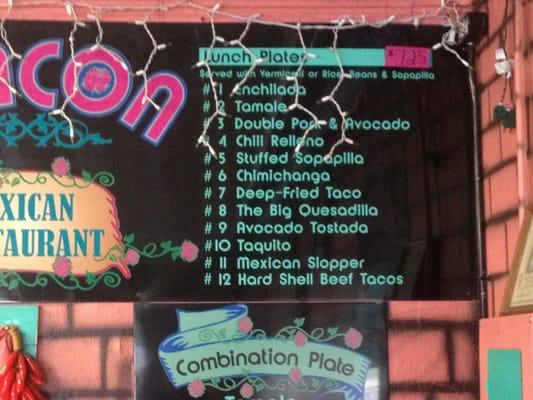 acon
XICAN
TAURANT
Lunch Plates $7.25
Served with Vermicelli or Rice, Beans & Sopapilla
# 1 Enchilada
# 2 Tamale
# 3 Double Pork & Avocado
# 4 Chili Relleno
# 5 Stuffed Sopapilla
# 6 Chimichanga
# 7 Deep-Fried Taco
# 8 The Big Quesadilla
# 9 Avocado Tostada
#10 Taquito
# 11 Mexican Slopper
# 12 Hard Shell Beef Tacos
Combination Plate